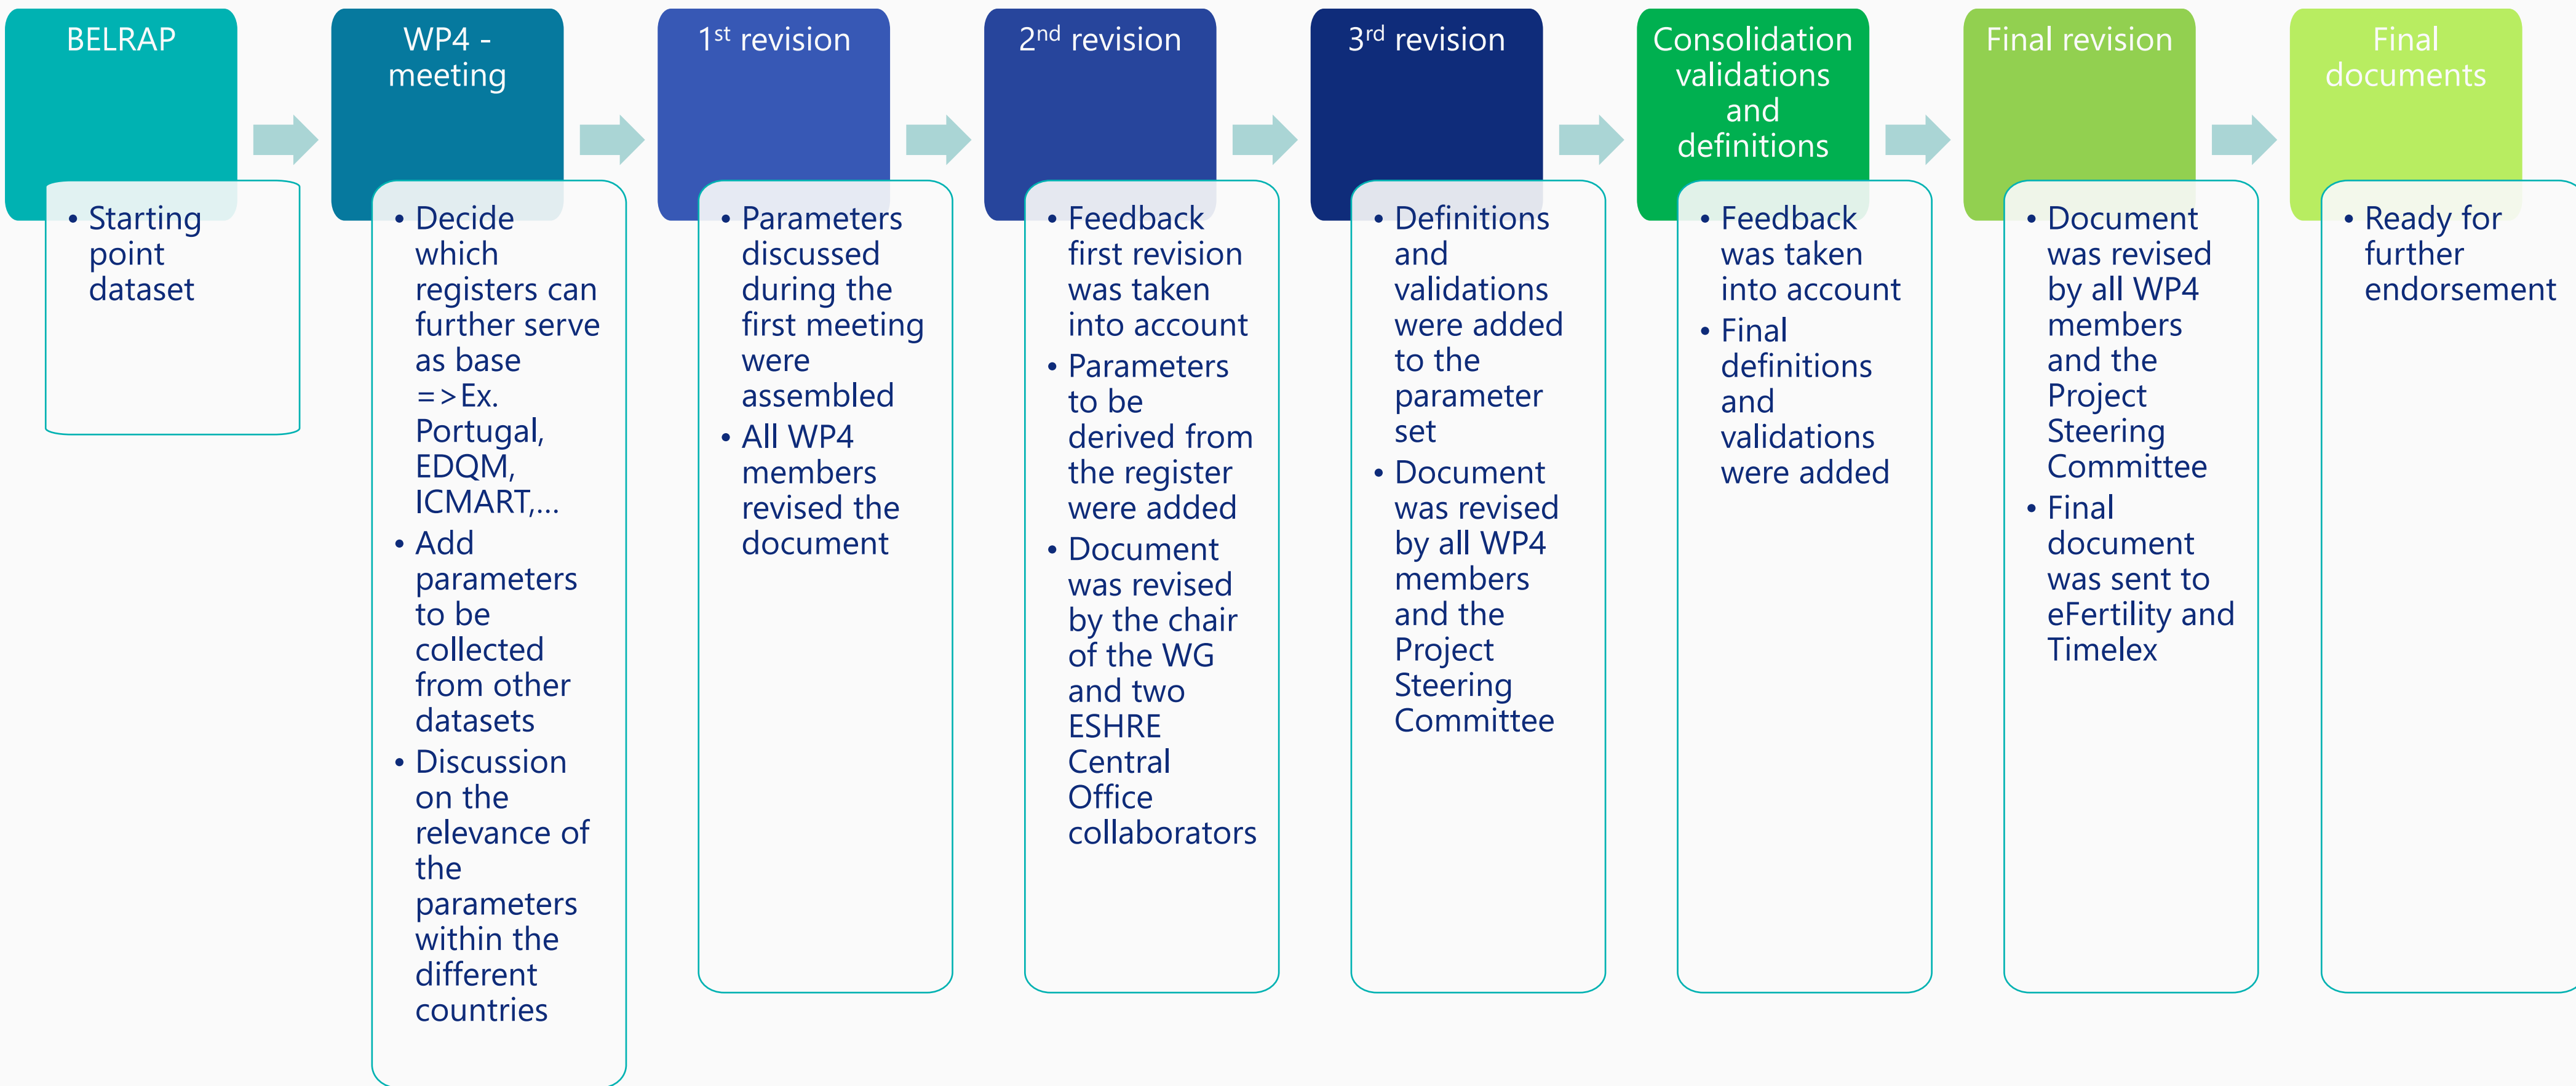 BELRAP
• Starting
point
dataset
WP4 -
meeting
• Decide
which
registers can
further serve
as base
=>Ex.
Portugal,
EDQM,
ICMART,...
• Add
parameters
to be
collected
from other
datasets
• Discussion
on the
relevance of
the
parameters
within the
different
countries
1st revision
• Parameters
discussed
during the
first meeting
were
assembled
• All WP4
members
revised the
document
2nd revision
• Feedback
first revision
was taken
into account
• Parameters
to be
derived from
the register
were added
• Document
was revised
by the chair
of the WG
and two
ESHRE
Central
Office
collaborators
3rd revision
• Definitions
and
validations
were added
to the
parameter
set
• Document
was revised
by all WP4
members
and the
Project
Steering
Committee
Consolidation
validations
and
definitions
• Feedback
was taken
into account
• Final
definitions
and
validations
were added
Final revision
• Document
was revised
by all WP4
members
and the
Project
Steering
Committee
• Final
document
was sent to
eFertility and
Timelex
Final
documents
• Ready for
further
endorsement